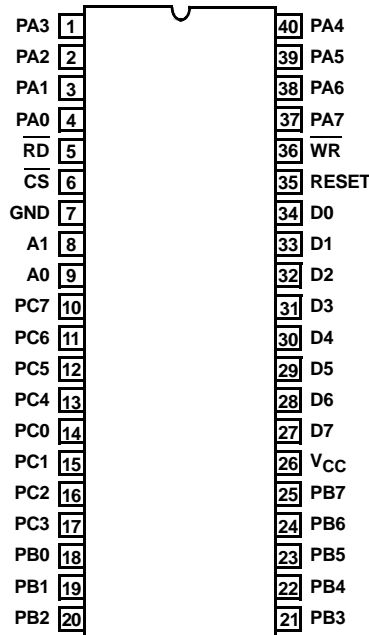 PA3 1 40 PA4
PA2 2 39 PA5
PA1 3 38 PA6
PA0 4 37 PA7
R̅D̅ 5 36 W̅R̅
C̅S̅ 6 35 RESET
GND 7 34 D0
A1 8 33 D1
A0 9 32 D2
PC7 10 31 D3
PC6 11 30 D4
PC5 12 29 D5
PC4 13 28 D6
PC0 14 27 D7
PC1 15 26 VCC
PC2 16 25 PB7
PC3 17 24 PB6
PB0 18 23 PB5
PB1 19 22 PB4
PB2 20 21 PB3